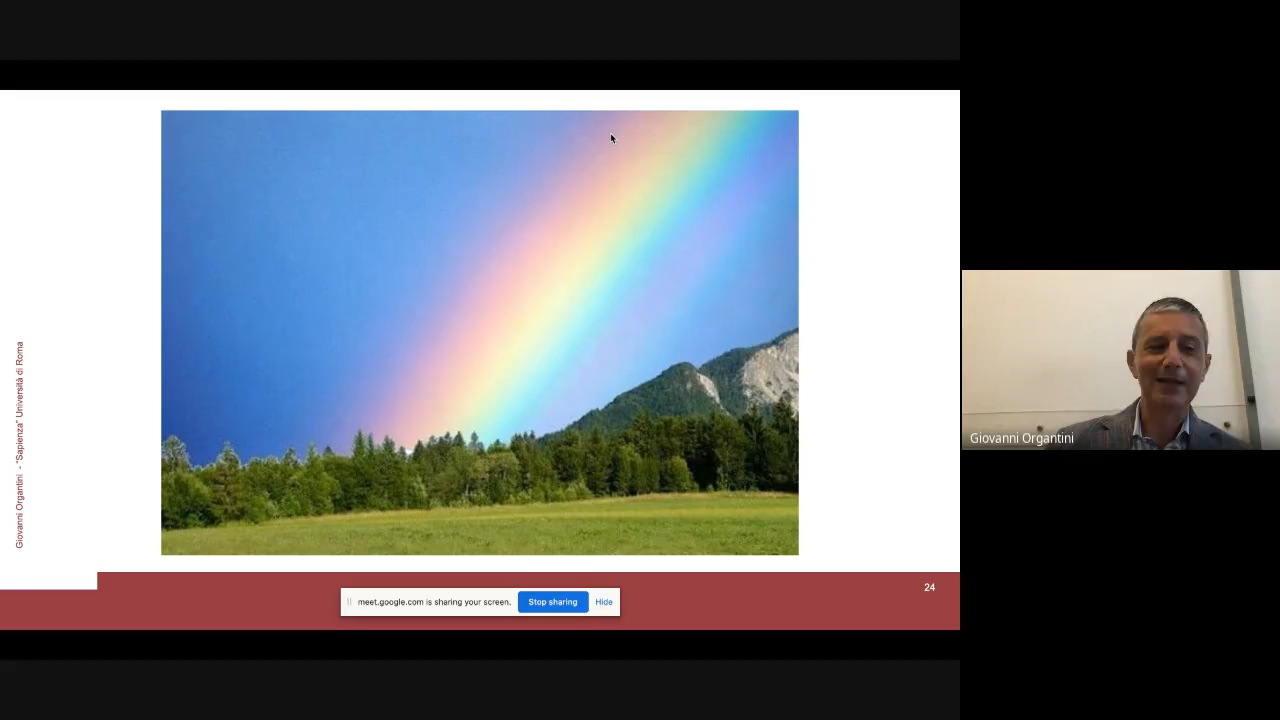 Giovanni Organtini - "Sapienza" Università di Roma
24
meet.google.com is sharing your screen. Stop sharing Hide
Giovanni Organtini